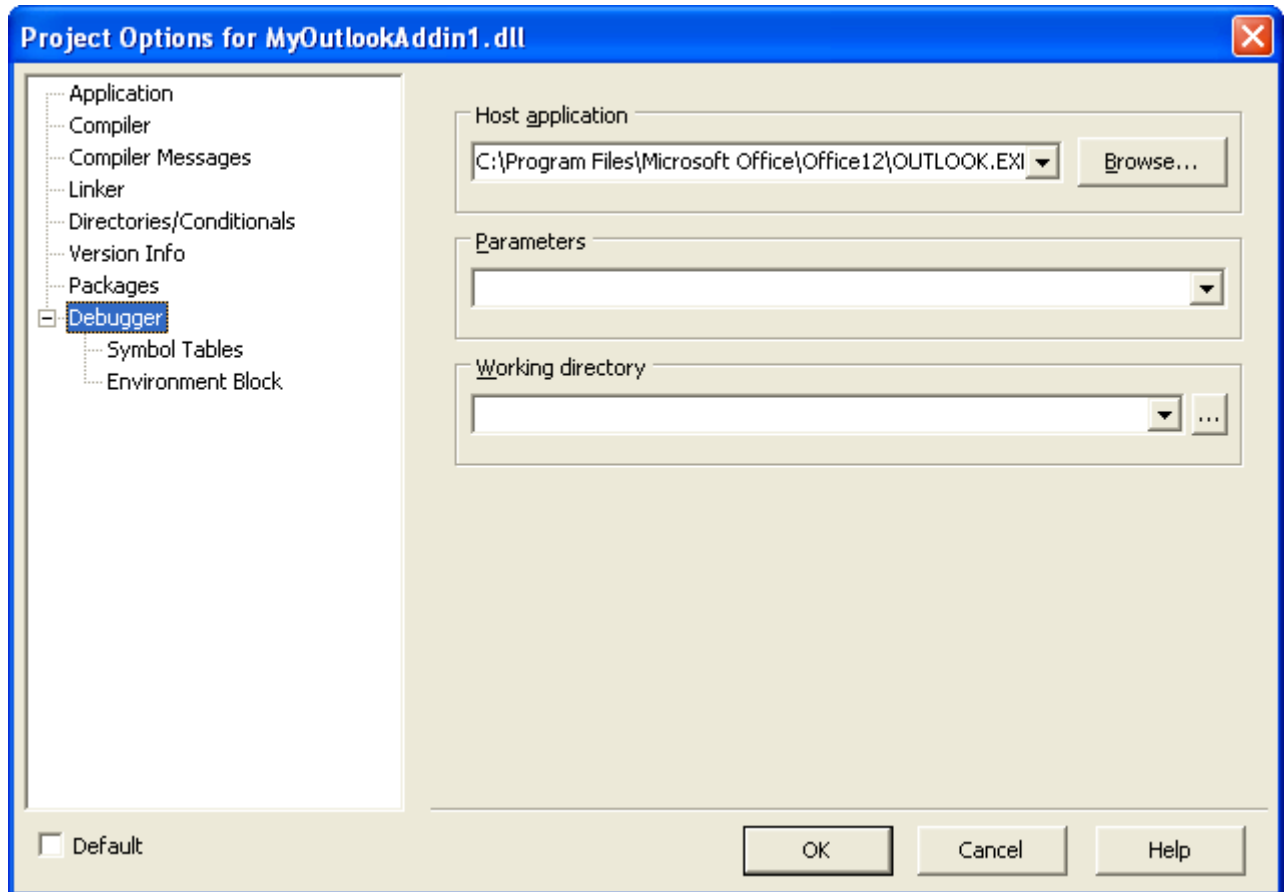 Project Options for MyOutlookAddin1.dll
Application
Compiler
Compiler Messages
Linker
Directories/Conditionals
Version Info
Packages
Debugger
Symbol Tables
Environment Block
Host application
C:\Program Files\Microsoft Office\Office12\OUTLOOK.EXI
Browse...
Parameters
Working directory
...
Default
OK
Cancel
Help